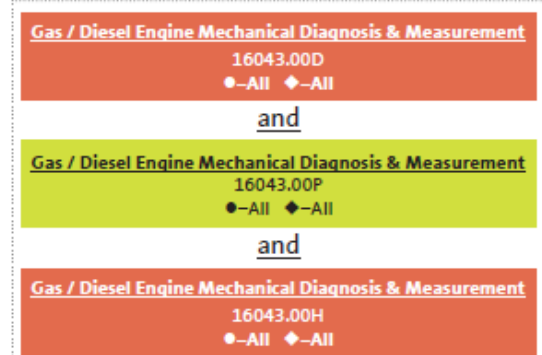 Gas / Diesel Engine Mechanical Diagnosis & Measurement
16043.00D
●–All ◆–All
and
Gas / Diesel Engine Mechanical Diagnosis & Measurement
16043.00P
●–All ◆–All
and
Gas / Diesel Engine Mechanical Diagnosis & Measurement
16043.00H
●–All ◆–All